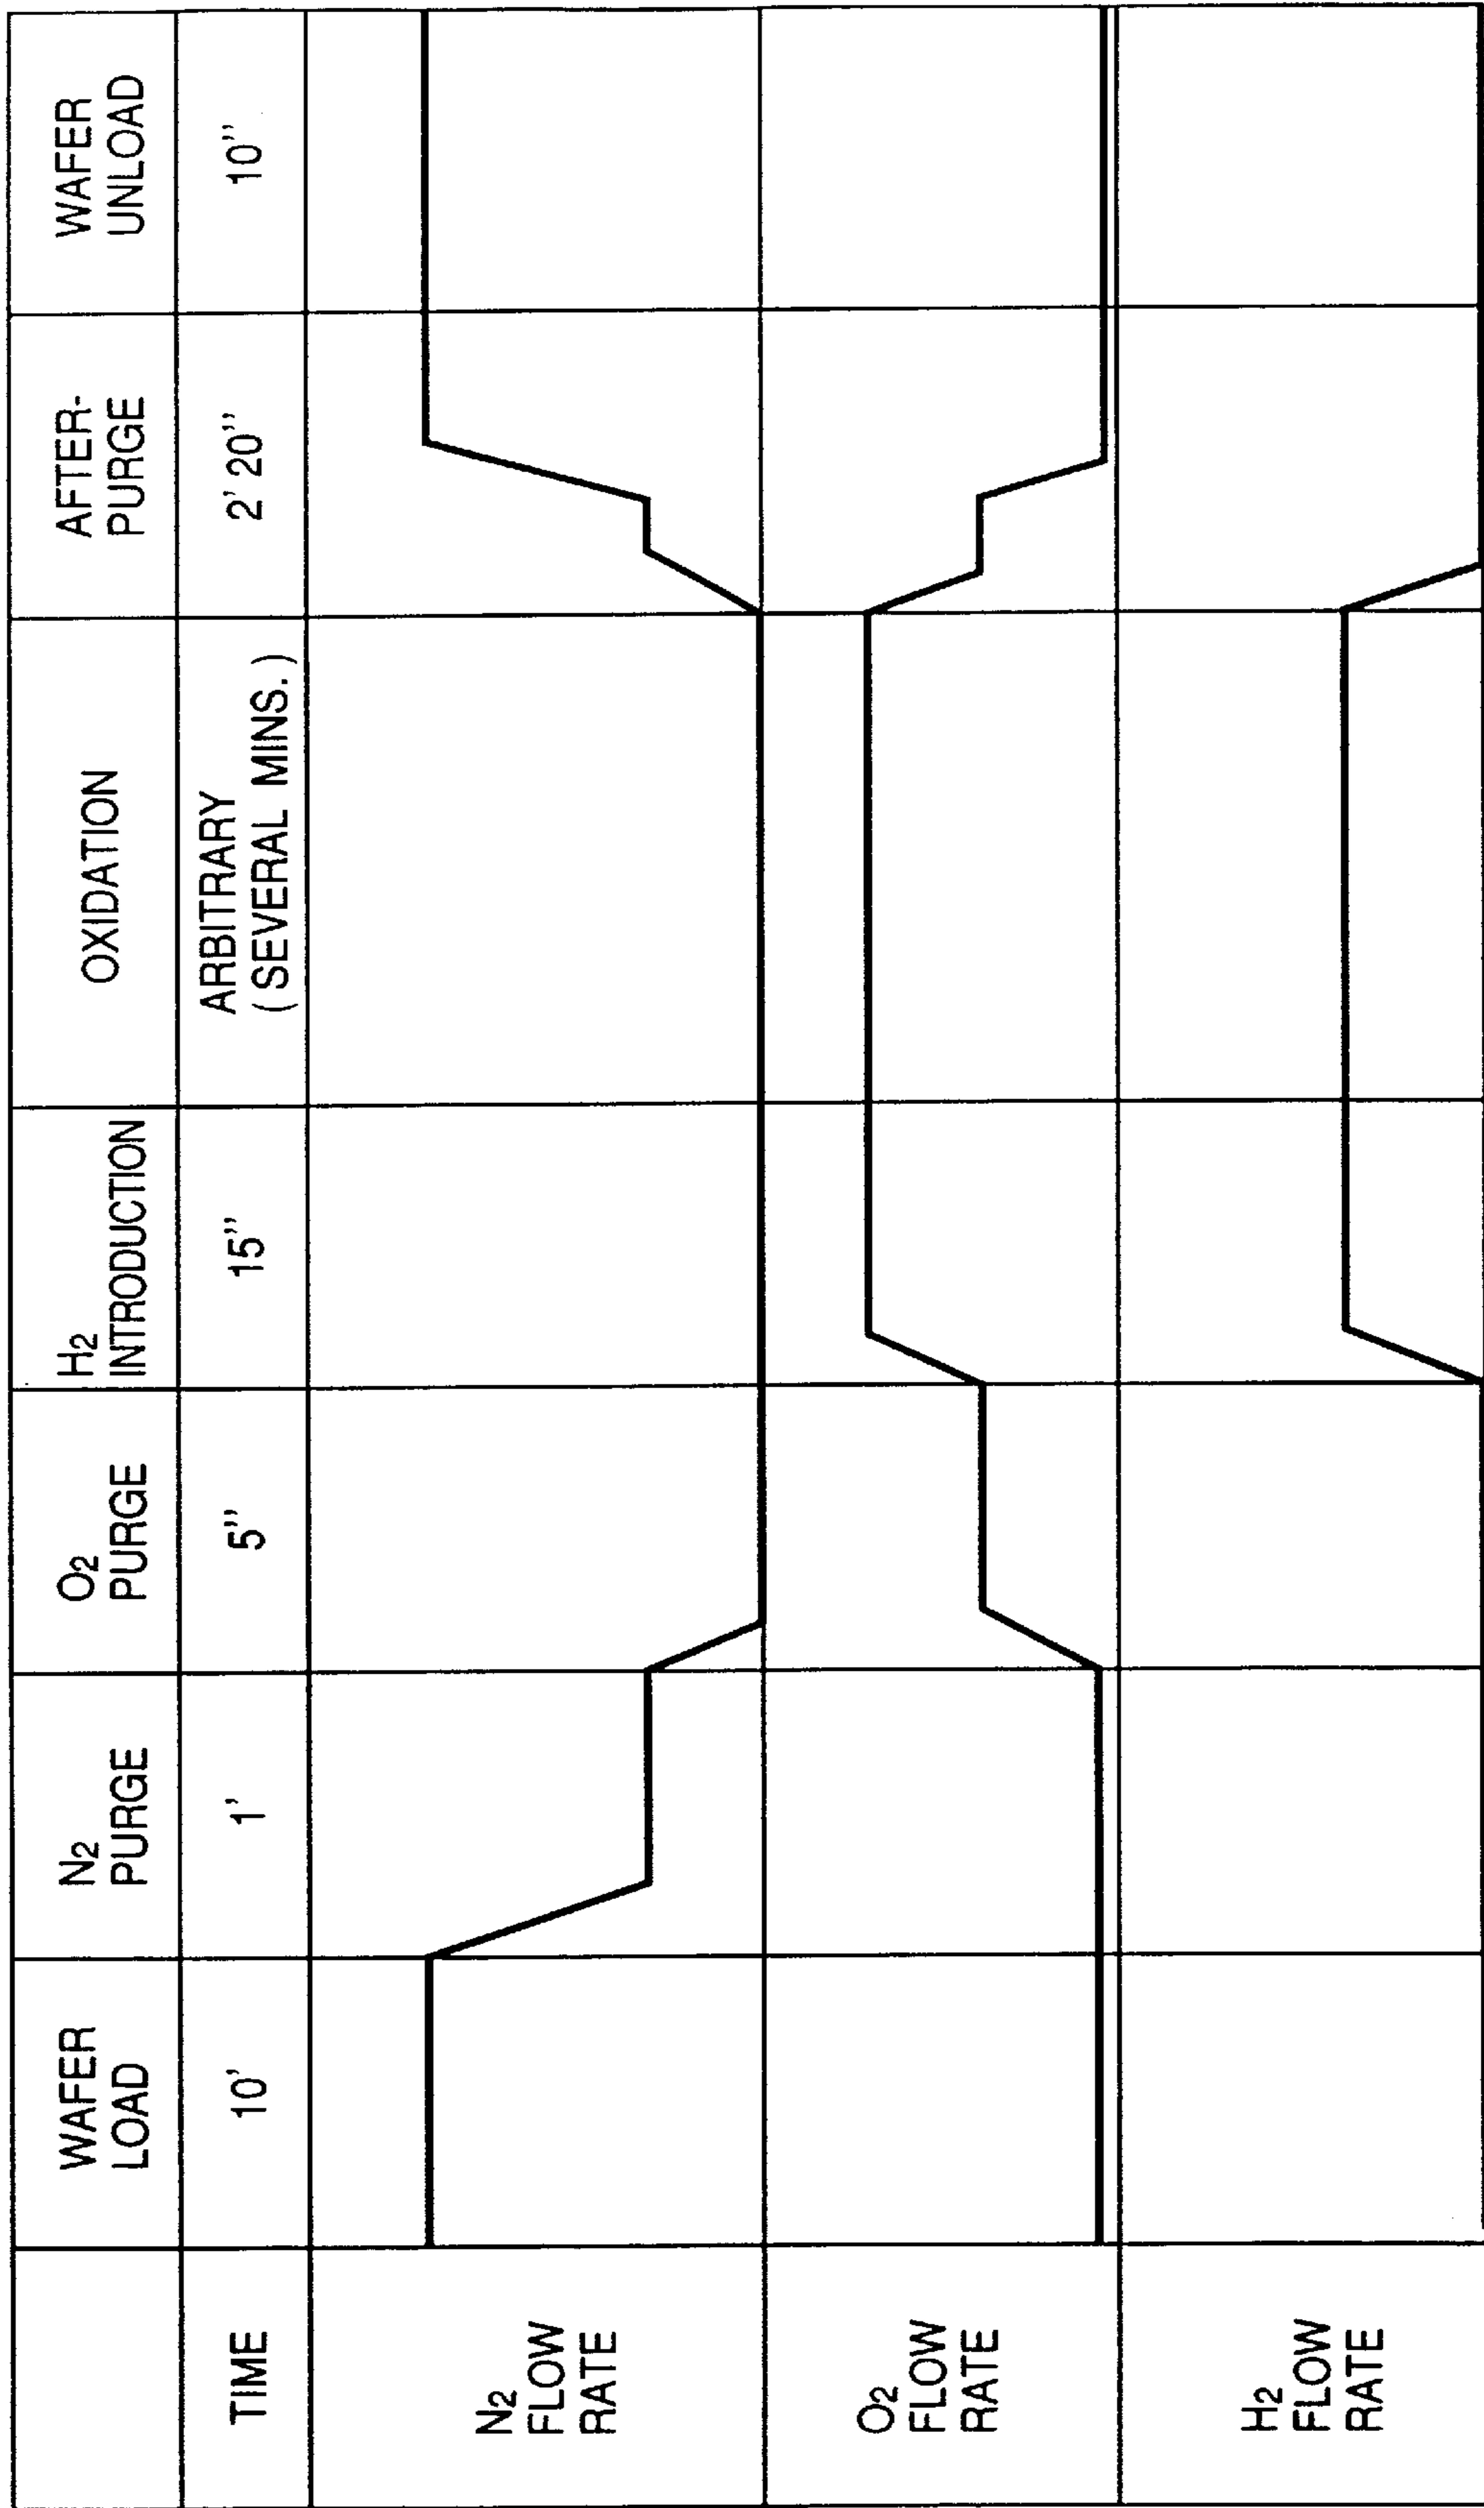 WAFER
LOAD
N2
PURGE
O2
PURGE
H2
INTRODUCTION
OXIDATION
AFTER-
PURGE
WAFER
UNLOAD
TIME
10'
1'
5''
15''
ARBITRARY
(SEVERAL MINS.)
2' 20''
10''
N2
FLOW
RATE
O2
FLOW
RATE
H2
FLOW
RATE